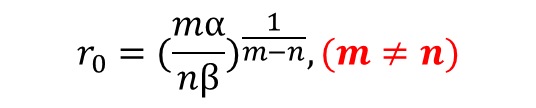 r₀ = (mα/nβ)^(1/(m−n)), (m ≠ n)